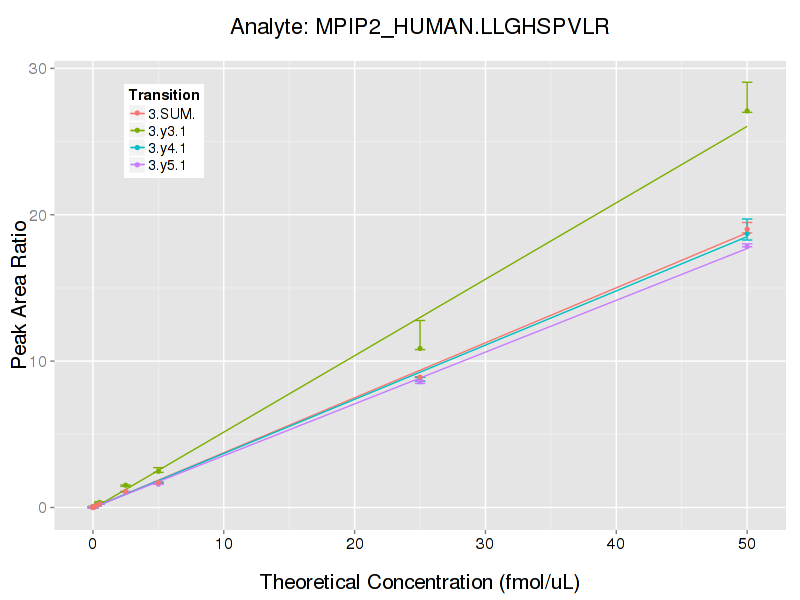 Analyte: MPIP2_HUMAN.LLGHSPVLR
30
20
10
0
Peak Area Ratio
Transition
3.SUM.
3.y3.1
3.y4.1
3.y5.1
0 10 20 30 40 50
Theoretical Concentration (fmol/uL)